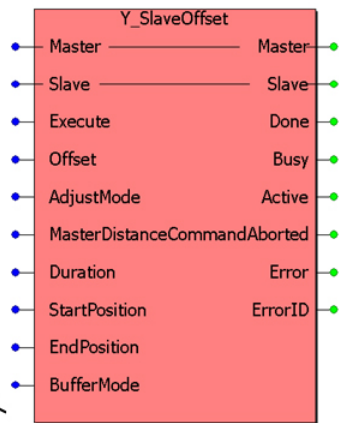 Y_SlaveOffset
Master Master
Slave Slave
Execute Done
Offset Busy
AdjustMode Active
MasterDistanceCommandAborted
Duration Error
StartPosition ErrorID
EndPosition
BufferMode